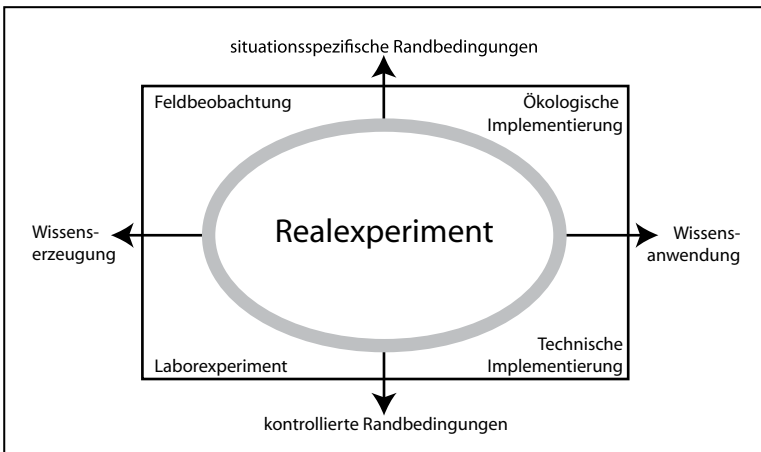 situationsspezifische Randbedingungen
Feldbeobachtung
Ökologische
Implementierung
Wissens-
erzeugung
Realexperiment
Wissens-
anwendung
Laborexperiment
Technische
Implementierung
kontrollierte Randbedingungen